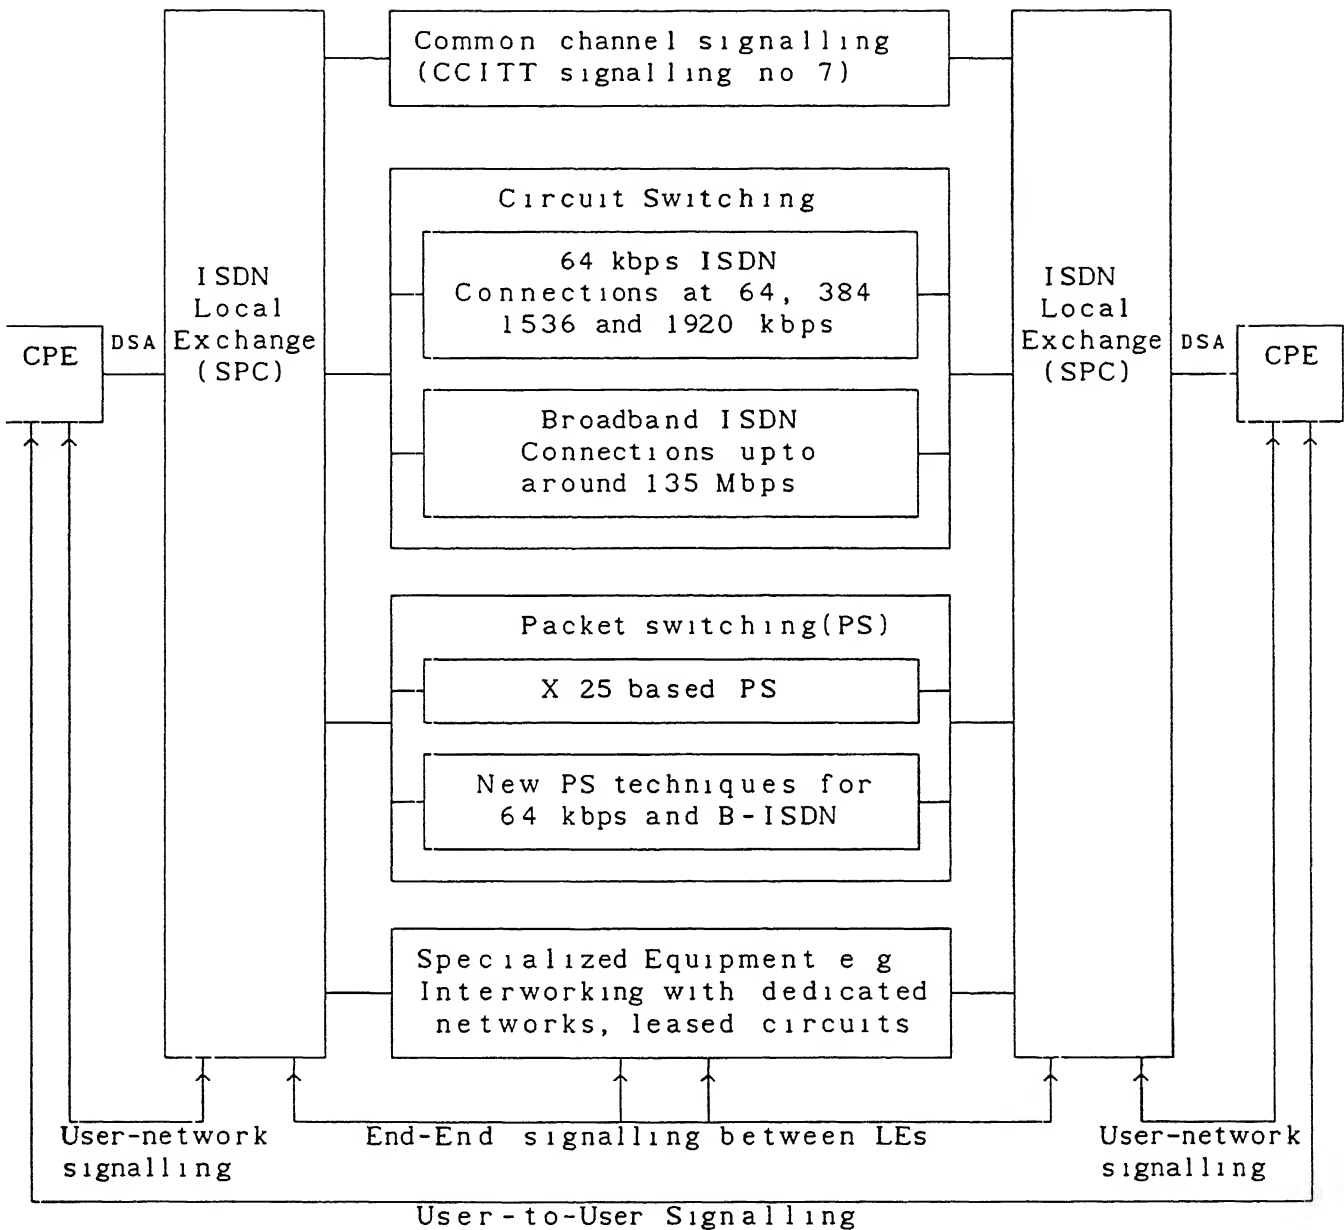 Common channel signalling
(CCITT signalling no 7)
Circuit Switching
64 kbps ISDN
Connections at 64, 384
1536 and 1920 kbps
Broadband ISDN
Connections upto
around 135 Mbps
ISDN
Local
Exchange
(SPC)
ISDN
Local
Exchange
(SPC)
CPE
DSA
DSA
CPE
Packet switching(PS)
X 25 based PS
New PS techniques for
64 kbps and B-ISDN
Specialized Equipment e g
Interworking with dedicated
networks, leased circuits
User-network
signalling
End-End signalling between LEs
User-network
signalling
User-to-User Signalling